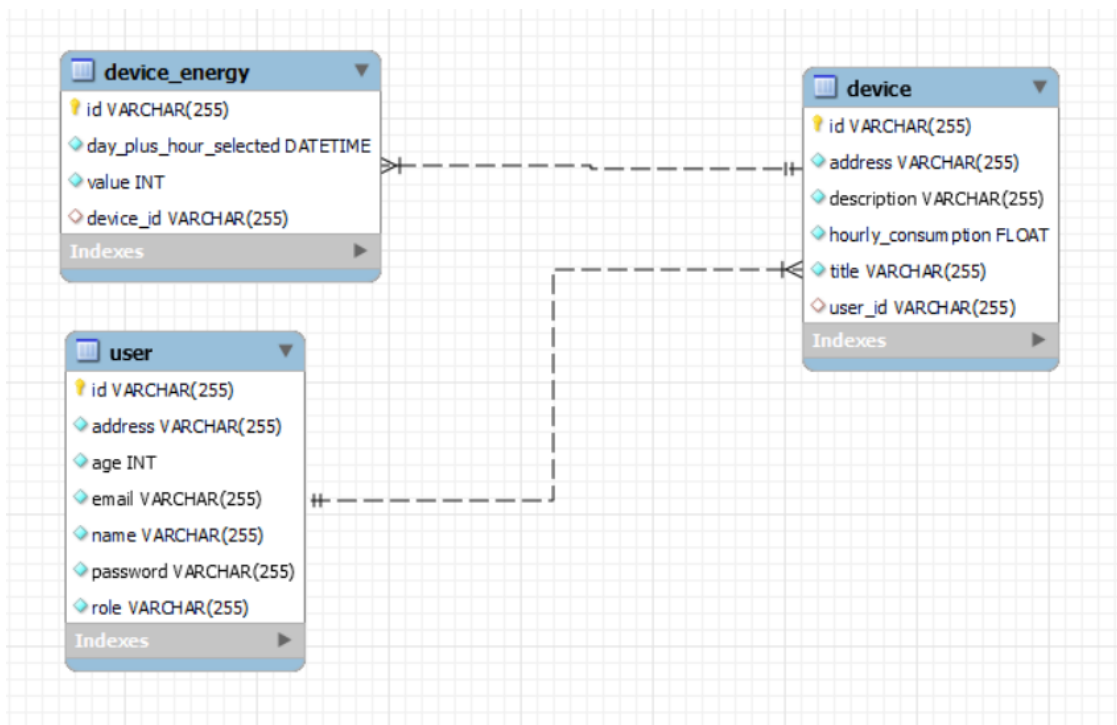 device_energy
id VARCHAR(255)
day_plus_hour_selected DATETIME
value INT
device_id VARCHAR(255)
Indexes
device
id VARCHAR(255)
address VARCHAR(255)
description VARCHAR(255)
hourly_consumption FLOAT
title VARCHAR(255)
user_id VARCHAR(255)
Indexes
user
id VARCHAR(255)
address VARCHAR(255)
age INT
email VARCHAR(255)
name VARCHAR(255)
password VARCHAR(255)
role VARCHAR(255)
Indexes